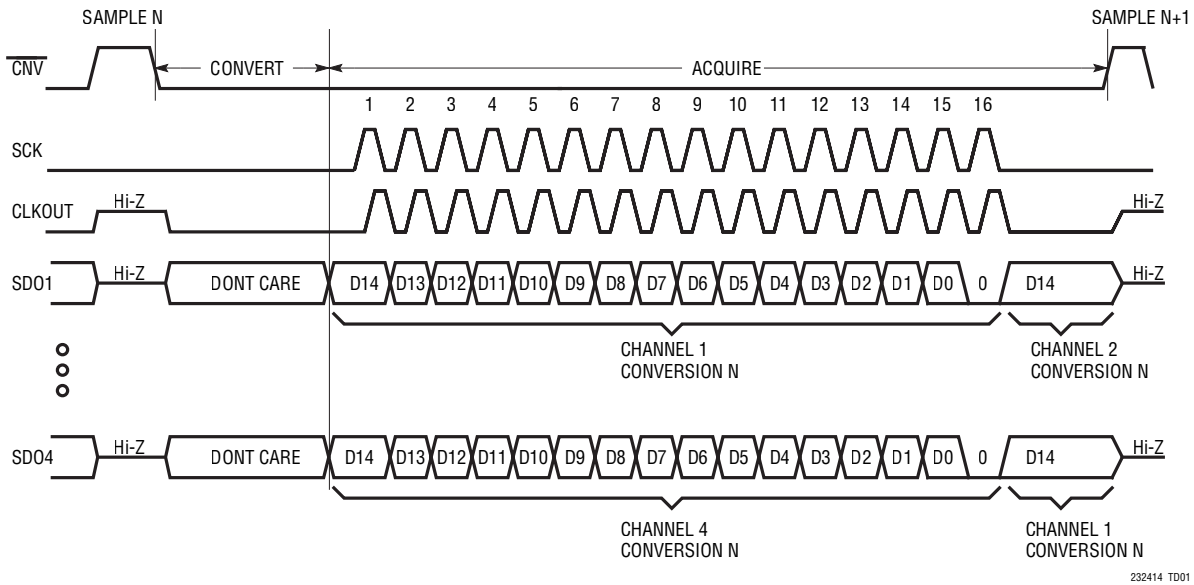 SAMPLE N
SAMPLE N+1
CNV
CONVERT
ACQUIRE
1 2 3 4 5 6 7 8 9 10 11 12 13 14 15 16
SCK
CLKOUT
Hi-Z
Hi-Z
SDO1
Hi-Z
DONT CARE
D14 D13 D12 D11 D10 D9 D8 D7 D6 D5 D4 D3 D2 D1 D0 0
D14
Hi-Z
CHANNEL 1
CONVERSION N
CHANNEL 2
CONVERSION N
SDO4
Hi-Z
DONT CARE
D14 D13 D12 D11 D10 D9 D8 D7 D6 D5 D4 D3 D2 D1 D0 0
D14
Hi-Z
CHANNEL 4
CONVERSION N
CHANNEL 1
CONVERSION N
232414 TD01